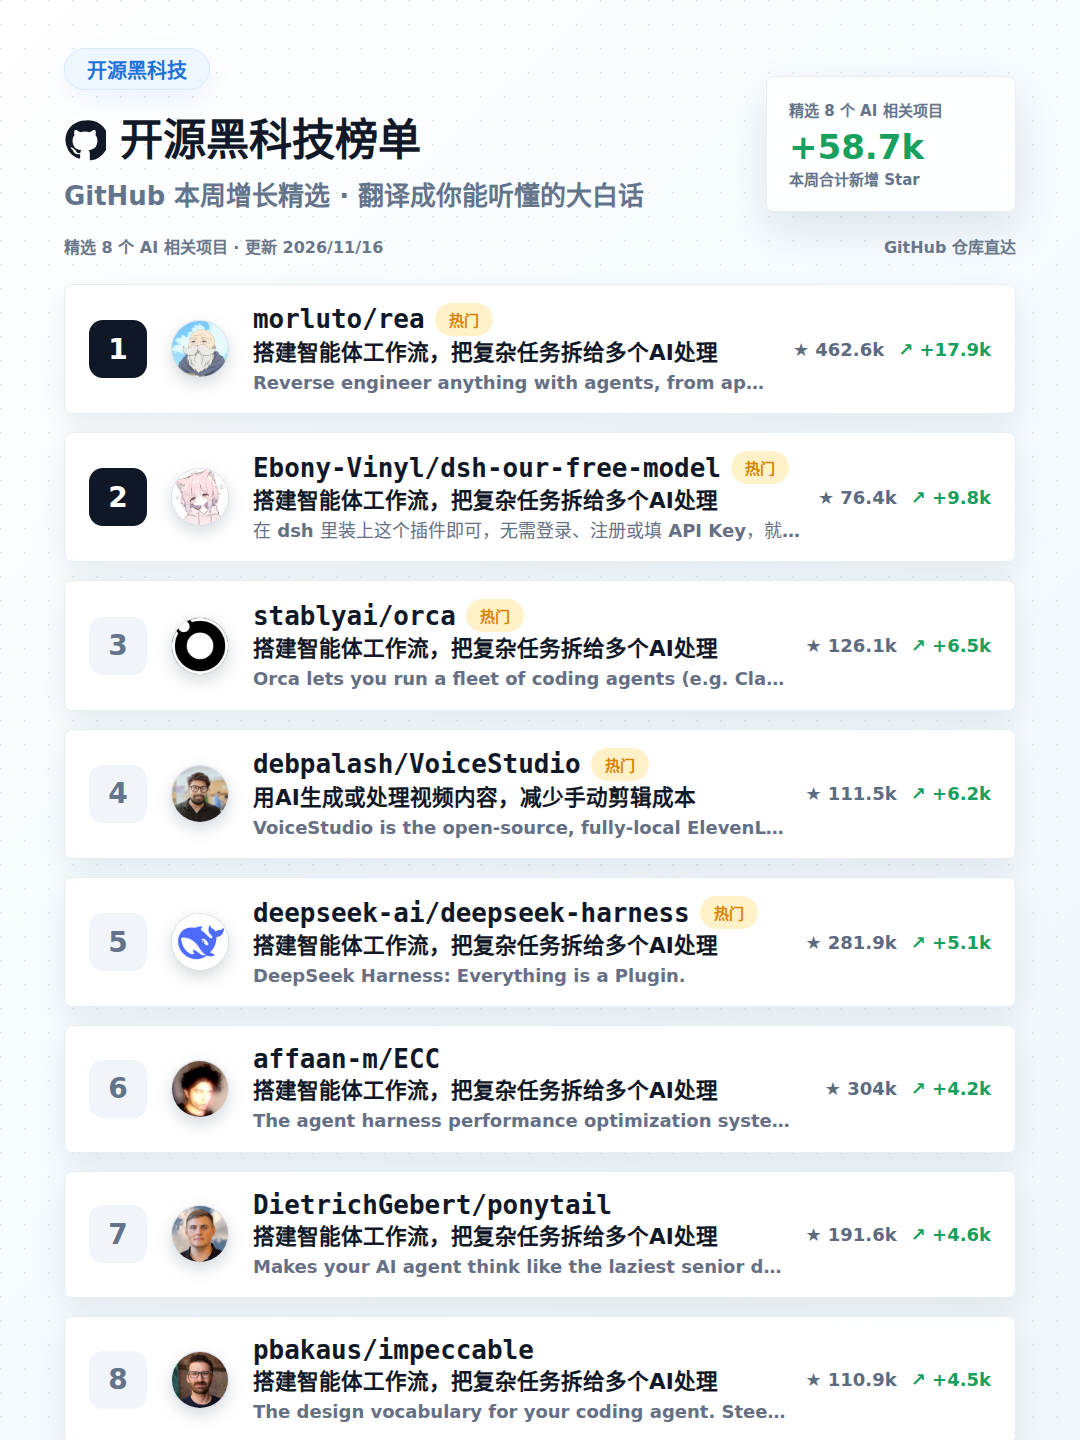 开源黑科技
开源黑科技榜单
GitHub 本周增长精选 · 翻译成你能听懂的大白话
精选 8 个 AI 相关项目
+58.7k
本周合计新增 Star
精选 8 个 AI 相关项目 · 更新 2026/11/16
GitHub 仓库直达
1
morluto/rea 热门
搭建智能体工作流，把复杂任务拆给多个AI处理
Reverse engineer anything with agents, from ap...
★ 462.6k ↗ +17.9k
2
Ebony-Vinyl/dsh-our-free-model 热门
搭建智能体工作流，把复杂任务拆给多个AI处理
在 dsh 里装上这个插件即可，无需登录、注册或填 API Key，就...
★ 76.4k ↗ +9.8k
3
stablyai/orca 热门
搭建智能体工作流，把复杂任务拆给多个AI处理
Orca lets you run a fleet of coding agents (e.g. Cla...
★ 126.1k ↗ +6.5k
4
debpalash/VoiceStudio 热门
用AI生成或处理视频内容，减少手动剪辑成本
VoiceStudio is the open-source, fully-local ElevenL...
★ 111.5k ↗ +6.2k
5
deepseek-ai/deepseek-harness 热门
搭建智能体工作流，把复杂任务拆给多个AI处理
DeepSeek Harness: Everything is a Plugin.
★ 281.9k ↗ +5.1k
6
affaan-m/ECC
搭建智能体工作流，把复杂任务拆给多个AI处理
The agent harness performance optimization syste...
★ 304k ↗ +4.2k
7
DietrichGebert/ponytail
搭建智能体工作流，把复杂任务拆给多个AI处理
Makes your AI agent think like the laziest senior d...
★ 191.6k ↗ +4.6k
8
pbakaus/impeccable
搭建智能体工作流，把复杂任务拆给多个AI处理
The design vocabulary for your coding agent. Stee...
★ 110.9k ↗ +4.5k